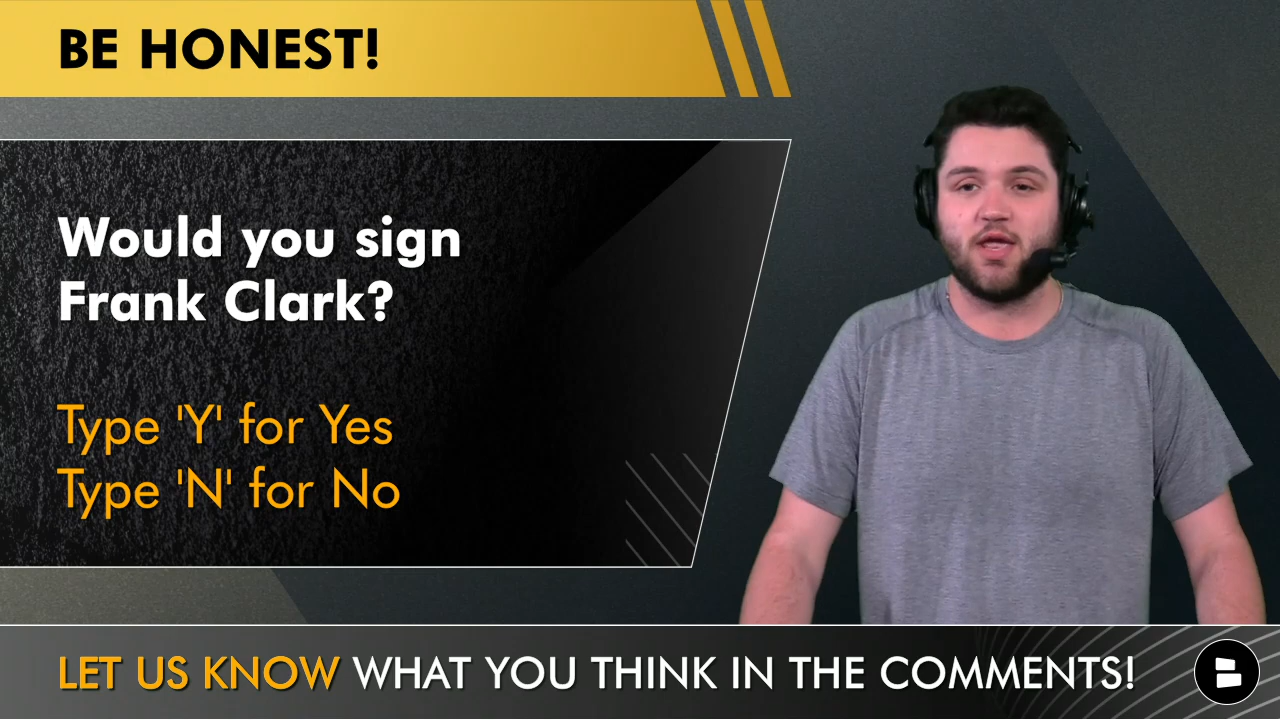 BE HONEST!
Would you sign
Frank Clark?
Type 'Y' for Yes
Type 'N' for No
LET US KNOW WHAT YOU THINK IN THE COMMENTS!